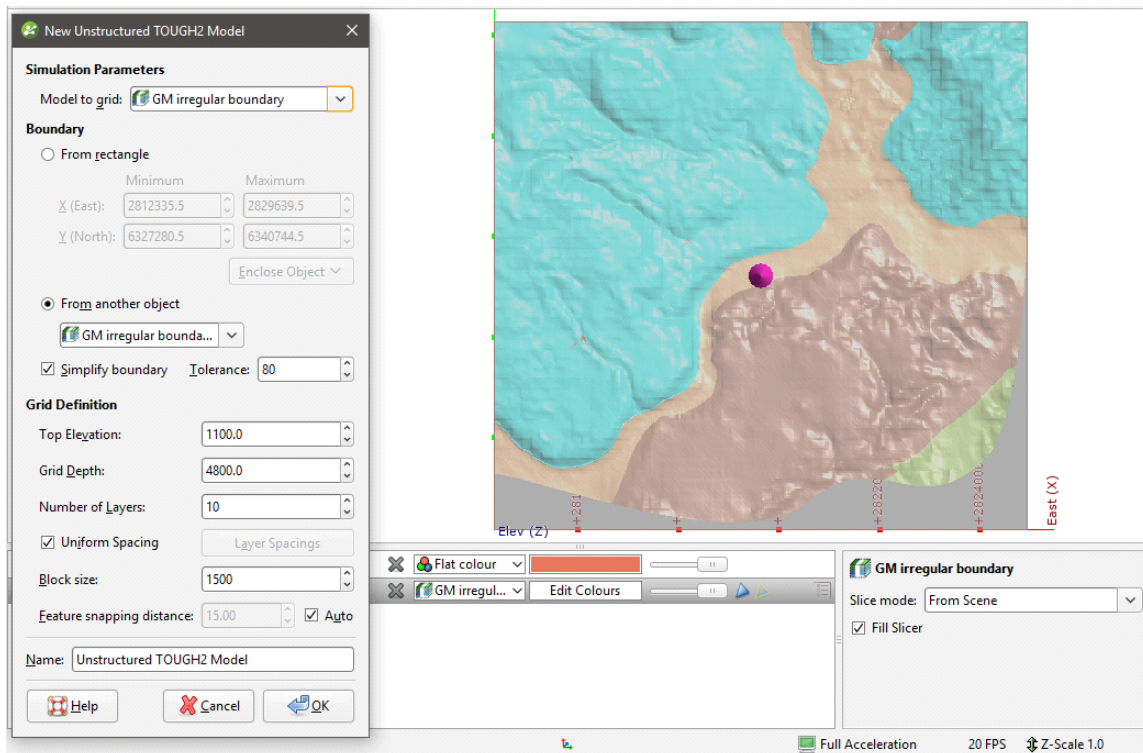 New Unstructured TOUGH2 Model
Simulation Parameters
Model to grid: GM irregular boundary
Boundary
From rectangle
Minimum Maximum
X (East): 2812335.5 2829639.5
Y (North): 6327280.5 6340744.5
Enclose Object
From another object
GM irregular bounda...
Simplify boundary Tolerance: 80
Grid Definition
Top Elevation: 1100.0
Grid Depth: 4800.0
Number of Layers: 10
Uniform Spacing Layer Spacings
Block size: 1500
Feature snapping distance: 15.00 Auto
Name: Unstructured TOUGH2 Model
Help Cancel OK
Elev (Z)
+281
+28220
+2824000
East (X)
Flat colour
GM irregul... Edit Colours
GM irregular boundary
Slice mode: From Scene
Fill Slicer
Full Acceleration 20 FPS Z-Scale 1.0